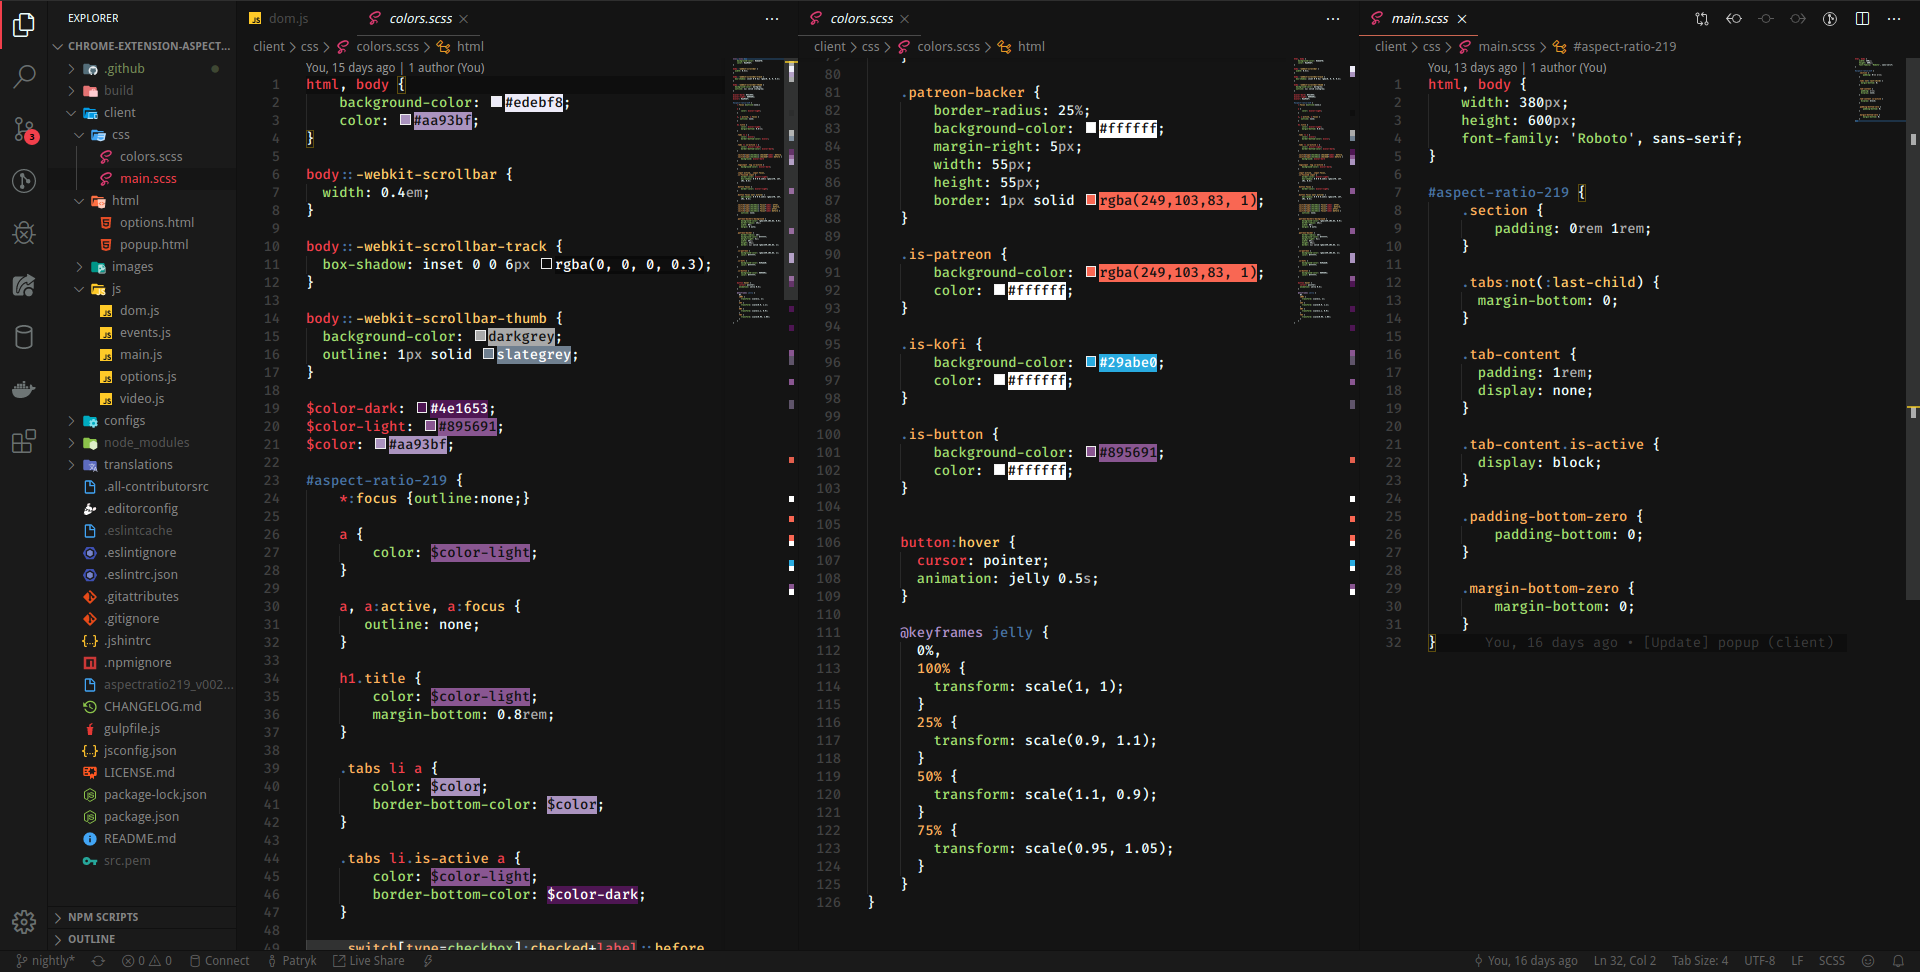 EXPLORER
CHROME-EXTENSION-ASPECT...
.github
build
client
css
colors.scss
main.scss
html
options.html
popup.html
images
js
dom.js
events.js
main.js
options.js
video.js
configs
node_modules
translations
.all-contributorsrc
.editorconfig
.eslintcache
.eslintignore
.eslintrc.json
.gitattributes
.gitignore
.jshintrc
.npmignore
aspectratio219_v002...
CHANGELOG.md
gulpfile.js
jsconfig.json
LICENSE.md
package-lock.json
package.json
README.md
src.pem
NPM SCRIPTS
OUTLINE
3
dom.js colors.scss
client > css > colors.scss > html
You, 15 days ago | 1 author (You)
1 html, body {
2 background-color: #edebf8;
3 color: #aa93bf;
4 }
5
6 body::-webkit-scrollbar {
7 width: 0.4em;
8 }
9
10 body::-webkit-scrollbar-track {
11 box-shadow: inset 0 0 6px rgba(0, 0, 0, 0.3);
12 }
13
14 body::-webkit-scrollbar-thumb {
15 background-color: darkgrey;
16 outline: 1px solid slategrey;
17 }
18
19 $color-dark: #4e1653;
20 $color-light: #895691;
21 $color: #aa93bf;
22
23 #aspect-ratio-219 {
24 *:focus {outline:none;}
25
26 a {
27 color: $color-light;
28 }
29
30 a, a:active, a:focus {
31 outline: none;
32 }
33
34 h1.title {
35 color: $color-light;
36 margin-bottom: 0.8rem;
37 }
38
39 .tabs li a {
40 color: $color;
41 border-bottom-color: $color;
42 }
43
44 .tabs li.is-active a {
45 color: $color-light;
46 border-bottom-color: $color-dark;
47 }
48
49 switch[type=checkbox]:checked+label::before
colors.scss
client > css > colors.scss > html
79 }
80
81 .patreon-backer {
82 border-radius: 25%;
83 background-color: #ffffff;
84 margin-right: 5px;
85 width: 55px;
86 height: 55px;
87 border: 1px solid rgba(249,103,83, 1);
88 }
89
90 .is-patreon {
91 background-color: rgba(249,103,83, 1);
92 color: #ffffff;
93 }
94
95 .is-kofi {
96 background-color: #29abe0;
97 color: #ffffff;
98 }
99
100 .is-button {
101 background-color: #895691;
102 color: #ffffff;
103 }
104
105
106 button:hover {
107 cursor: pointer;
108 animation: jelly 0.5s;
109 }
110
111 @keyframes jelly {
112 0%,
113 100% {
114 transform: scale(1, 1);
115 }
116 25% {
117 transform: scale(0.9, 1.1);
118 }
119 50% {
120 transform: scale(1.1, 0.9);
121 }
122 75% {
123 transform: scale(0.95, 1.05);
124 }
125 }
126 }
main.scss
client > css > main.scss > #aspect-ratio-219
You, 13 days ago | 1 author (You)
1 html, body {
2 width: 380px;
3 height: 600px;
4 font-family: 'Roboto', sans-serif;
5 }
6
7 #aspect-ratio-219 {
8 .section {
9 padding: 0rem 1rem;
10 }
11
12 .tabs:not(:last-child) {
13 margin-bottom: 0;
14 }
15
16 .tab-content {
17 padding: 1rem;
18 display: none;
19 }
20
21 .tab-content.is-active {
22 display: block;
23 }
24
25 .padding-bottom-zero {
26 padding-bottom: 0;
27 }
28
29 .margin-bottom-zero {
30 margin-bottom: 0;
31 }
32 } You, 16 days ago • [Update] popup (client)
nightly* 0 0 Connect Patryk Live Share You, 16 days ago Ln 32, Col 2 Tab Size: 4 UTF-8 LF SCSS